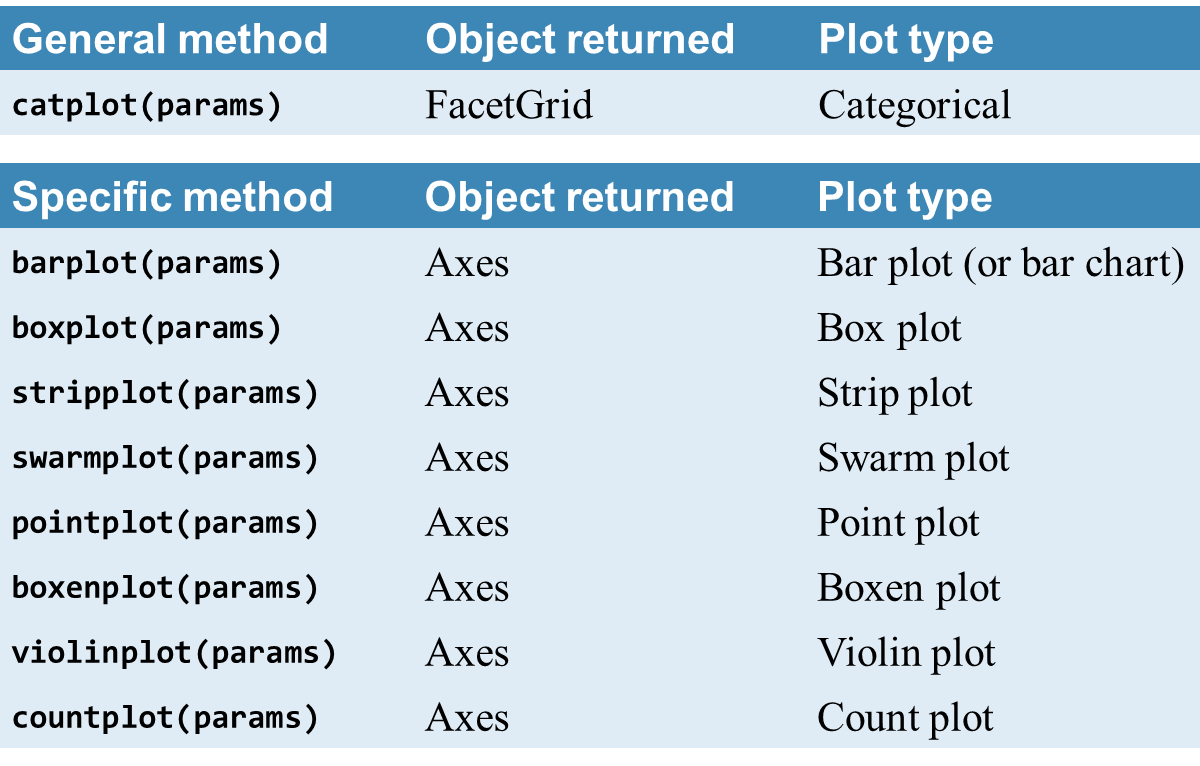 General method Object returned Plot type
catplot(params) FacetGrid Categorical
Specific method Object returned Plot type
barplot(params) Axes Bar plot (or bar chart)
boxplot(params) Axes Box plot
stripplot(params) Axes Strip plot
swarmplot(params) Axes Swarm plot
pointplot(params) Axes Point plot
boxenplot(params) Axes Boxen plot
violinplot(params) Axes Violin plot
countplot(params) Axes Count plot